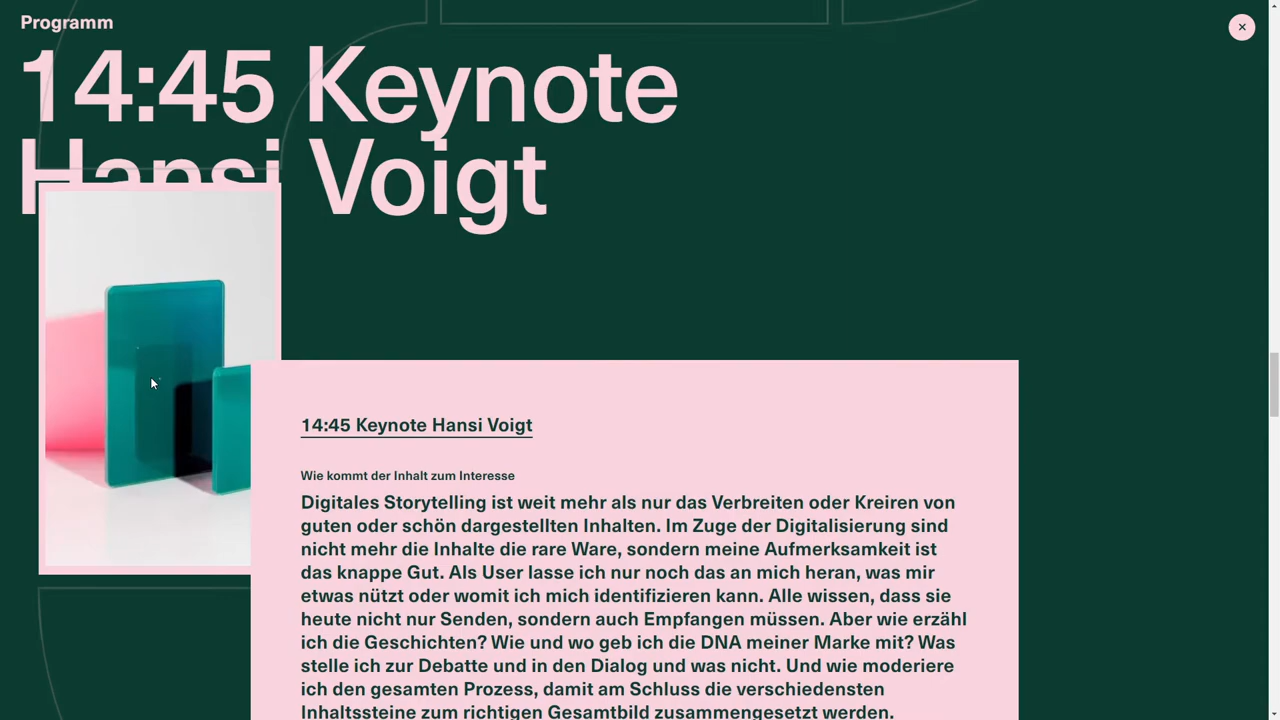 Programm
14:45 Keynote
Hansi Voigt
14:45 Keynote Hansi Voigt
Wie kommt der Inhalt zum Interesse
Digitales Storytelling ist weit mehr als nur das Verbreiten oder Kreiren von
guten oder schön dargestellten Inhalten. Im Zuge der Digitalisierung sind
nicht mehr die Inhalte die rare Ware, sondern meine Aufmerksamkeit ist
das knappe Gut. Als User lasse ich nur noch das an mich heran, was mir
etwas nützt oder womit ich mich identifizieren kann. Alle wissen, dass sie
heute nicht nur Senden, sondern auch Empfangen müssen. Aber wie erzähl
ich die Geschichten? Wie und wo geb ich die DNA meiner Marke mit? Was
stelle ich zur Debatte und in den Dialog und was nicht. Und wie moderiere
ich den gesamten Prozess, damit am Schluss die verschiedensten
Inhaltssteine zum richtigen Gesamtbild zusammengesetzt werden.